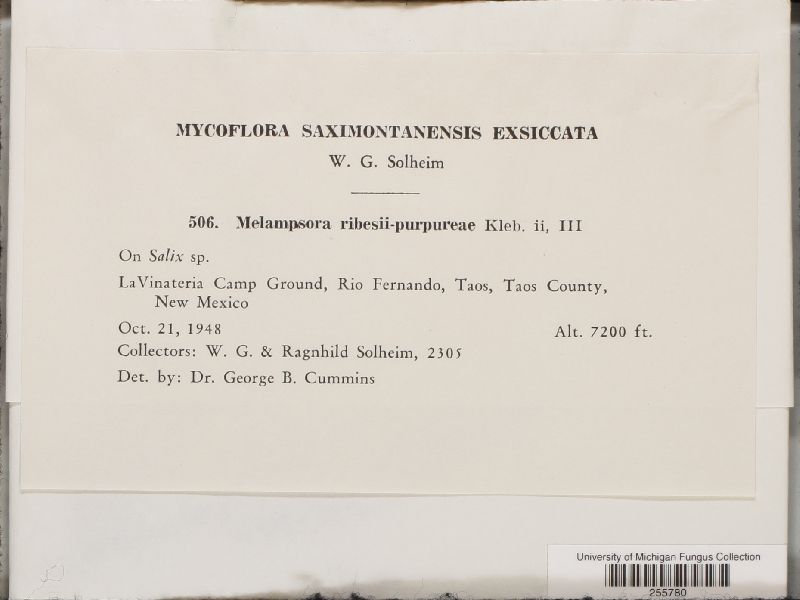 MYCOFLORA SAXIMONTANENSIS EXSICCATA
W. G. Solheim
506. Melampsora ribesii-purpureae Kleb. ii, III
On Salix sp.
LaVinateria Camp Ground, Rio Fernando, Taos, Taos County,
New Mexico
Oct. 21, 1948 Alt. 7200 ft.
Collectors: W. G. & Ragnhild Solheim, 2305
Det. by: Dr. George B. Cummins
University of Michigan Fungus Collection
255780